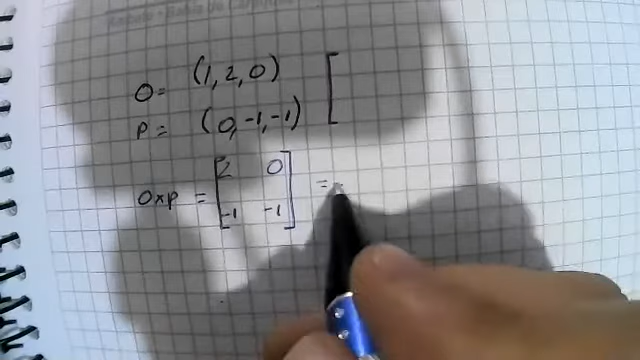 O= (1, 2, 0) [
P= (0, -1, -1)
O×P = [2 0
-1 -1] =